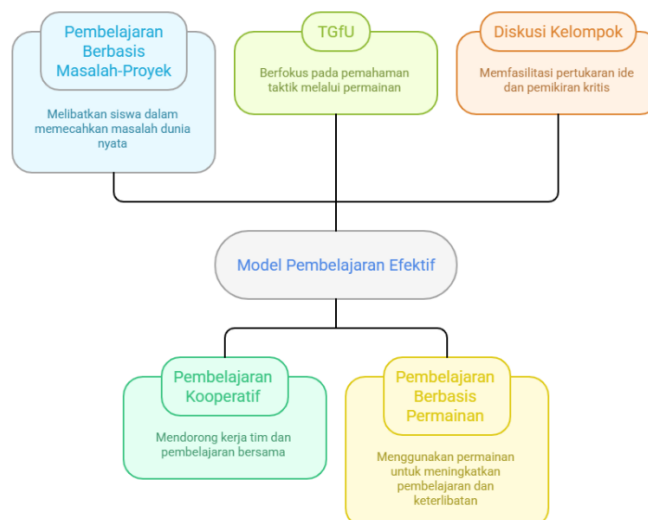 Pembelajaran
Berbasis
Masalah-Proyek
Melibatkan siswa dalam
memecahkan masalah dunia
nyata
TGfU
Berfokus pada pemahaman
taktik melalui permainan
Diskusi Kelompok
Memfasilitasi pertukaran ide
dan pemikiran kritis
Model Pembelajaran Efektif
Pembelajaran
Kooperatif
Mendorong kerja tim dan
pembelajaran bersama
Pembelajaran
Berbasis
Permainan
Menggunakan permainan
untuk meningkatkan
pembelajaran dan
keterlibatan